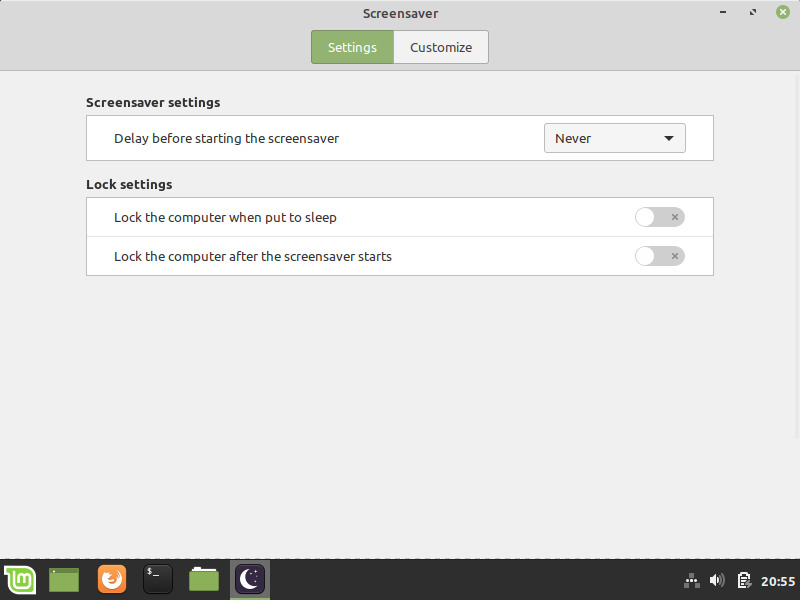 Screensaver
Settings
Customize
Screensaver settings
Delay before starting the screensaver
Never
Lock settings
Lock the computer when put to sleep
Lock the computer after the screensaver starts
$_
20:55